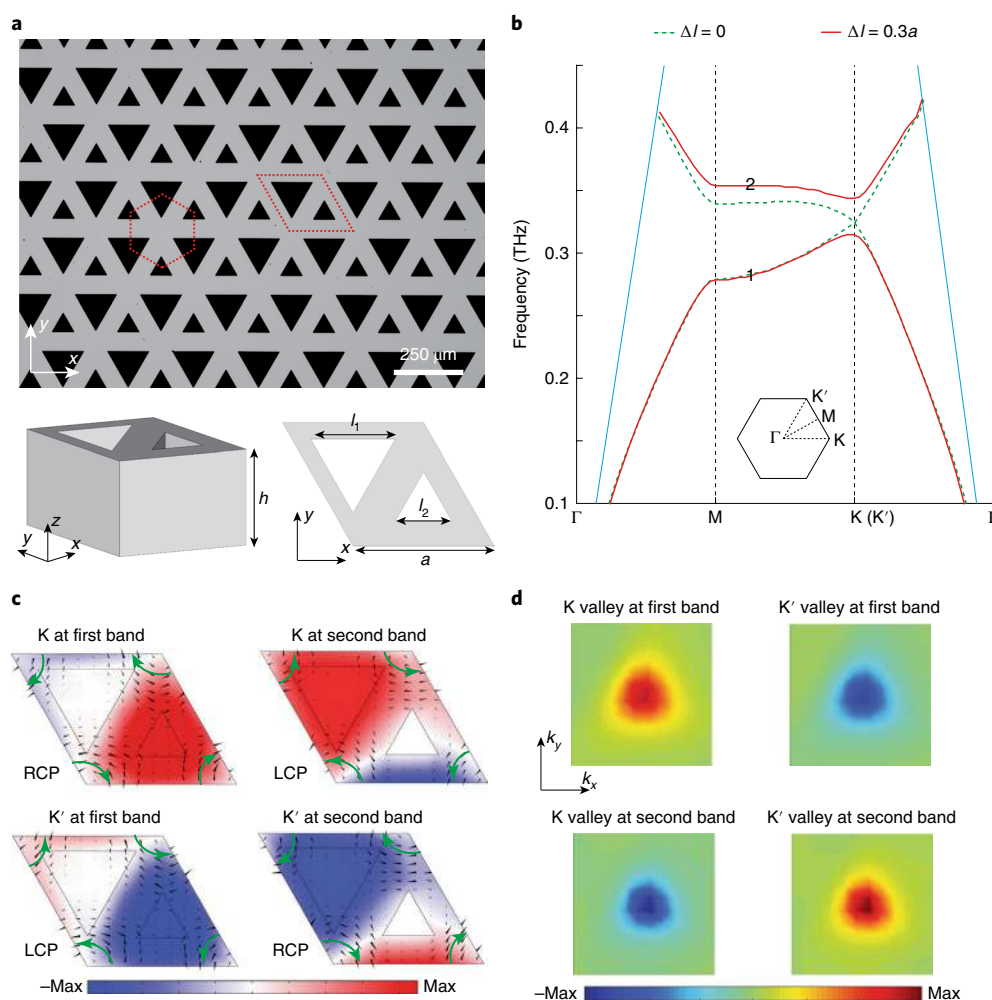 a
y
x
250 μm
h
z
y
x
l1
l2
y
x
a
b
Δl = 0
Δl = 0.3a
Frequency (THz)
0.4
0.3
0.2
0.1
2
1
K′
M
Γ
K
Γ
M
K (K′)
Γ
c
K at first band
K at second band
RCP
LCP
K′ at first band
K′ at second band
LCP
RCP
–Max
Max
d
K valley at first band
K′ valley at first band
ky
kx
K valley at second band
K′ valley at second band
–Max
Max